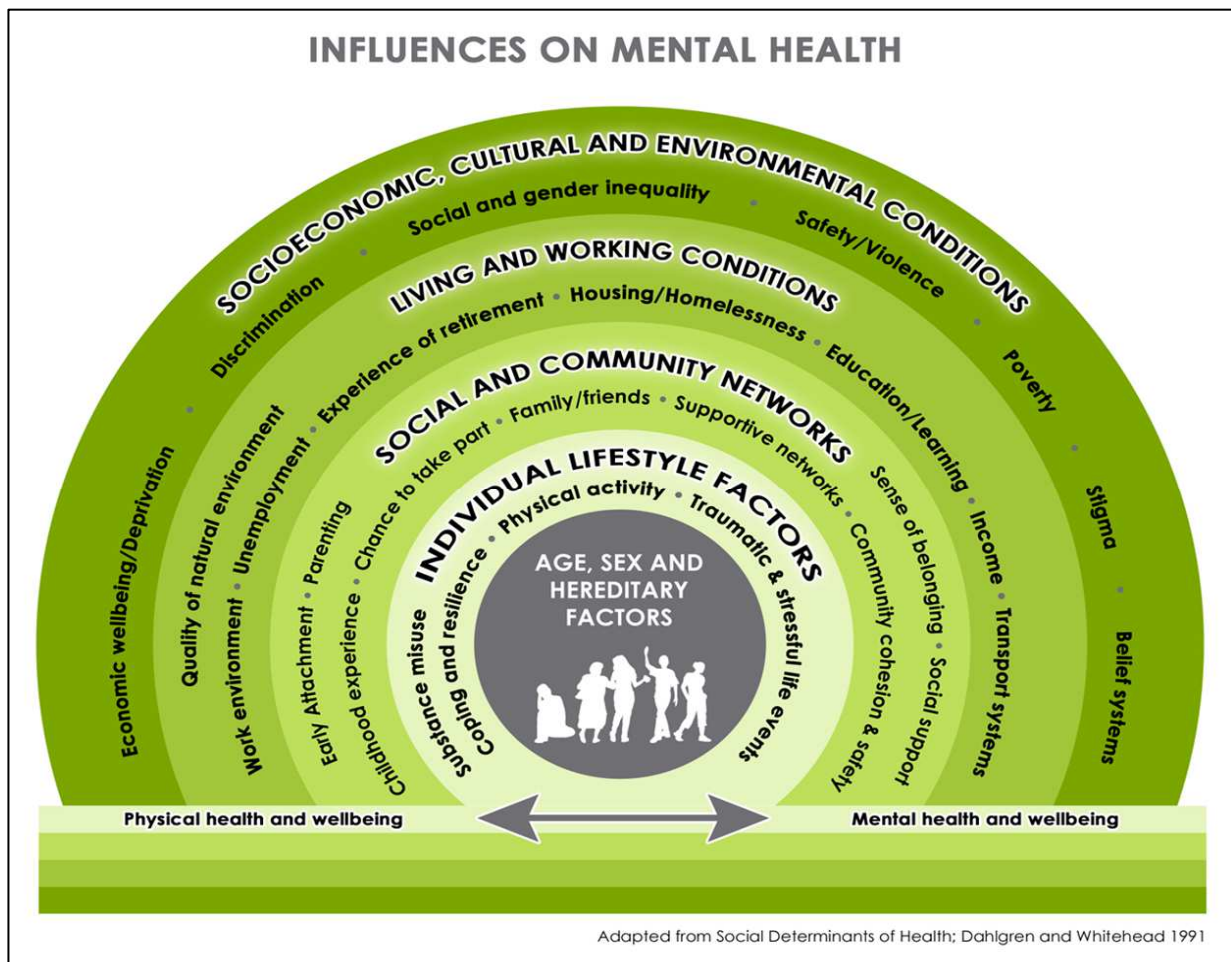 INFLUENCES ON MENTAL HEALTH
SOCIOECONOMIC, CULTURAL AND ENVIRONMENTAL CONDITIONS
Economic wellbeing/Deprivation • Discrimination • Social and gender inequality • Safety/Violence • Poverty • Stigma • Belief systems
LIVING AND WORKING CONDITIONS
Quality of natural environment
Work environment • Unemployment • Experience of retirement • Housing/Homelessness • Education/Learning • Income • Transport systems
SOCIAL AND COMMUNITY NETWORKS
Early Attachment • Parenting
Sense of belonging • Social support
Childhood experience • Chance to take part • Family/friends • Supportive networks • Community cohesion & safety
INDIVIDUAL LIFESTYLE FACTORS
Substance misuse
Coping and resilience • Physical activity • Traumatic & stressful life events
AGE, SEX AND
HEREDITARY
FACTORS
Physical health and wellbeing
Mental health and wellbeing
Adapted from Social Determinants of Health; Dahlgren and Whitehead 1991